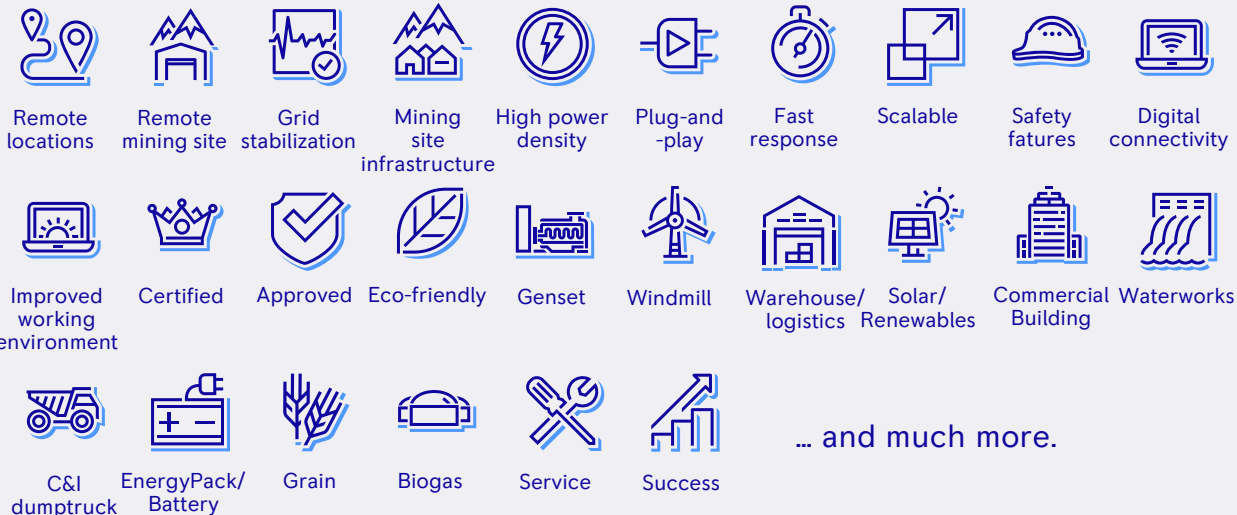 Remote
locations
Remote
mining site
Grid
stabilization
Mining
site
infrastructure
High power
density
Plug-and
-play
Fast
response
Scalable
Safety
fatures
Digital
connectivity
Improved
working
environment
Certified
Approved
Eco-friendly
Genset
Windmill
Warehouse/
logistics
Solar/
Renewables
Commercial
Building
Waterworks
C&I
dumptruck
EnergyPack/
Battery
Grain
Biogas
Service
Success
… and much more.